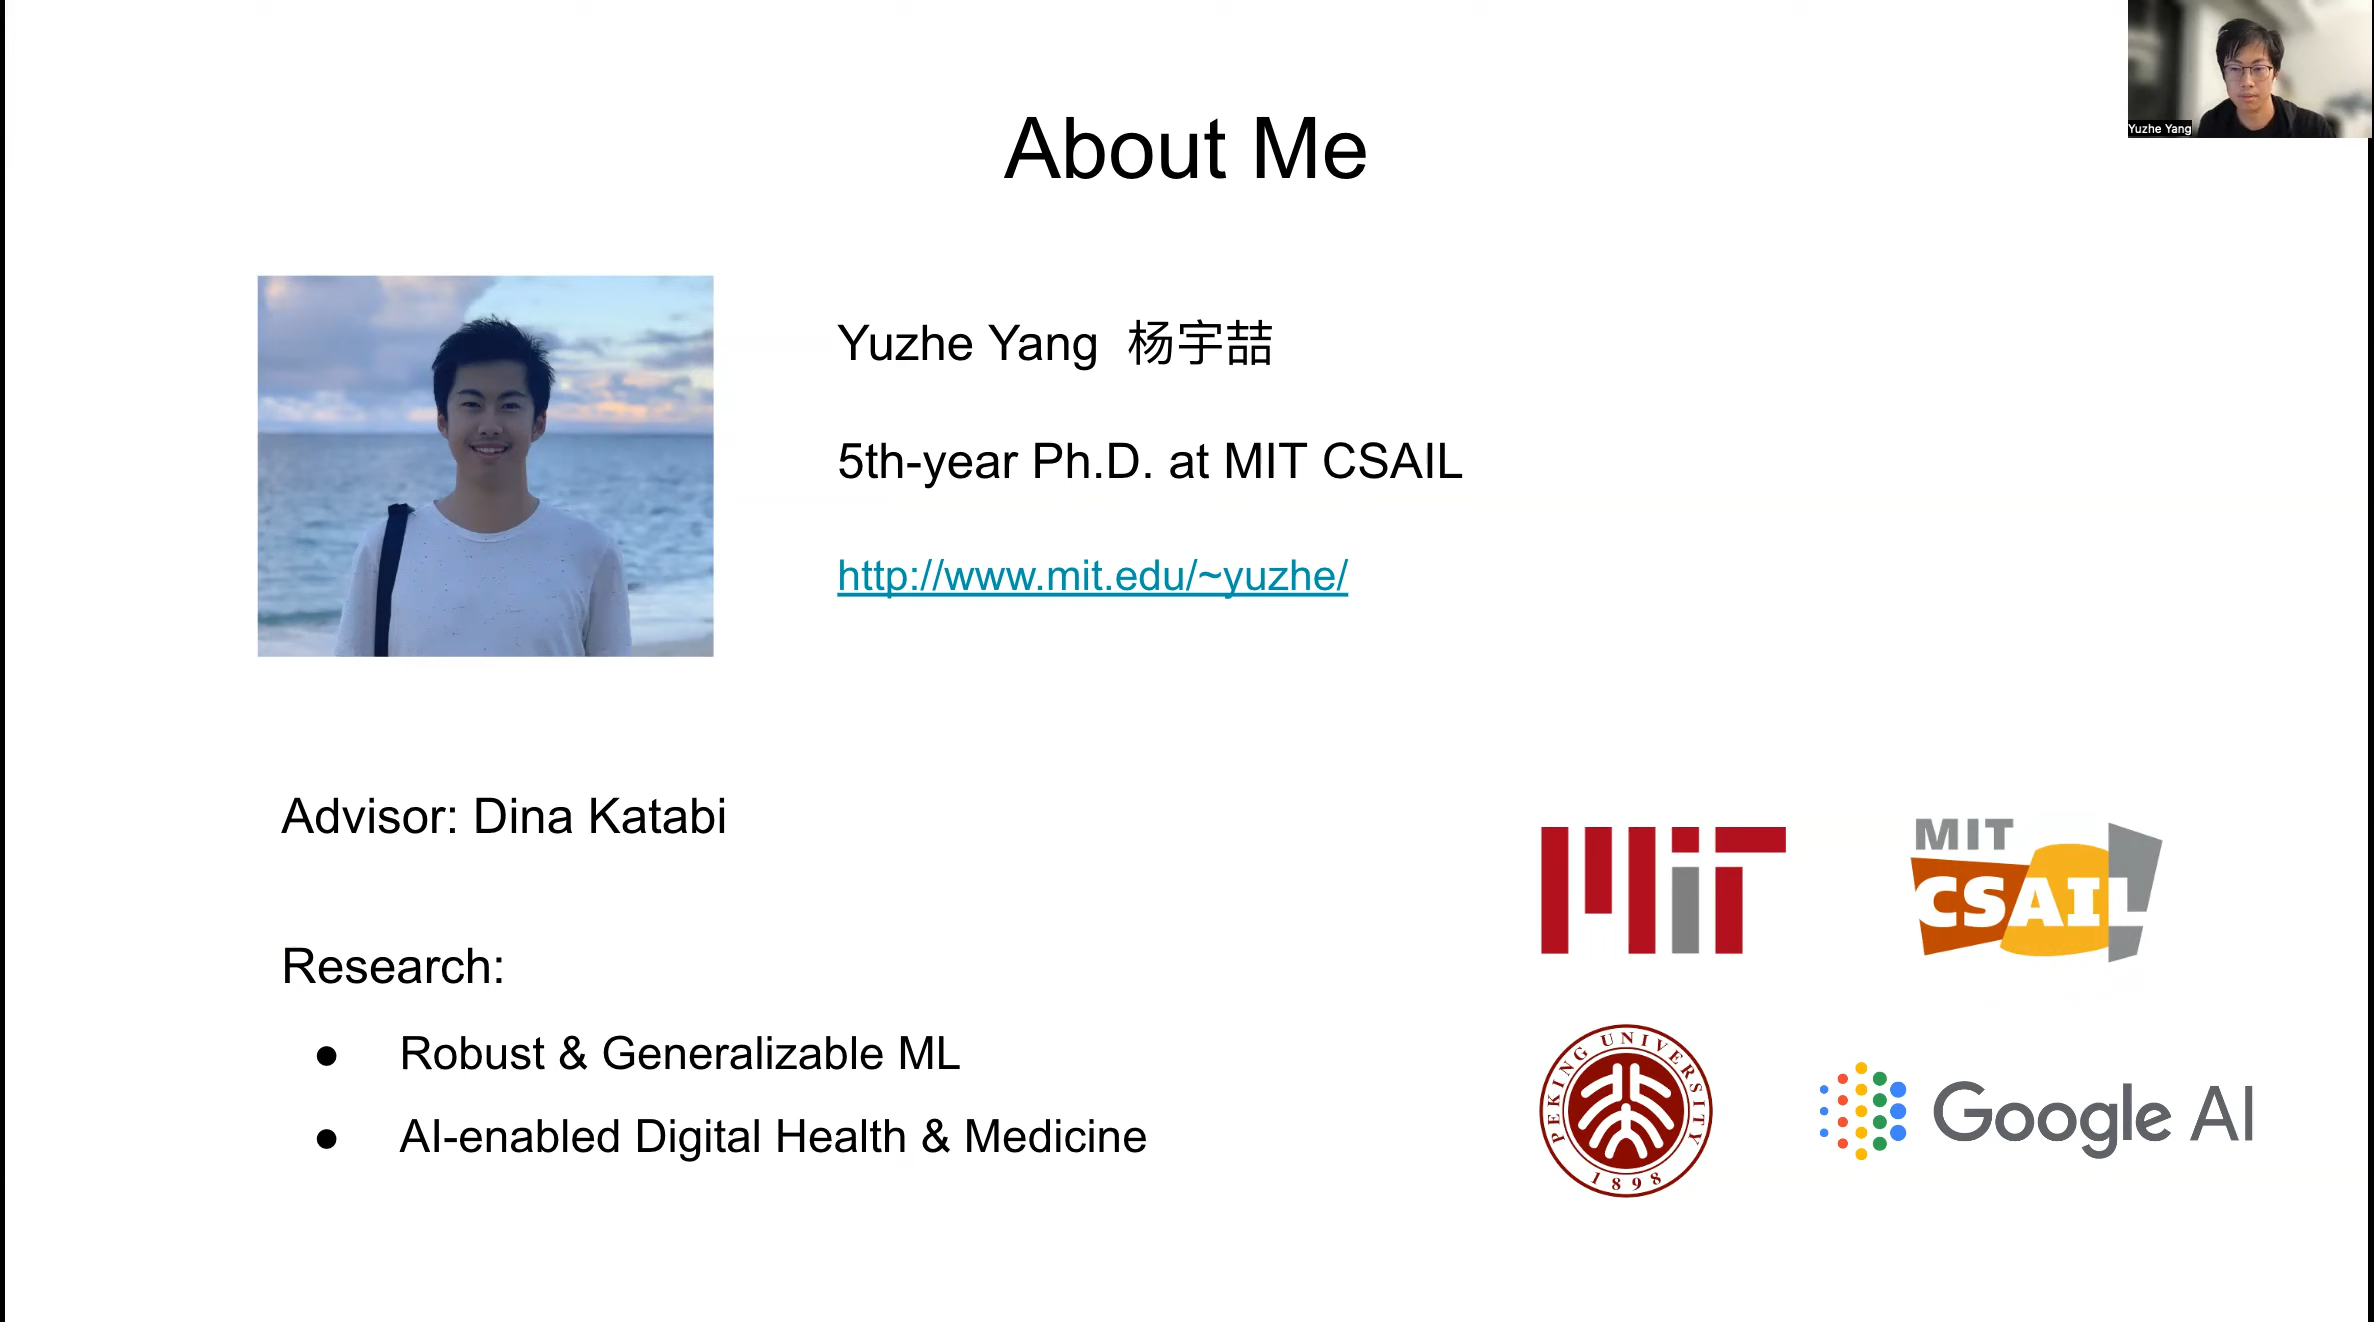 About Me
Yuzhe Yang
Yuzhe Yang 杨宇喆
5th-year Ph.D. at MIT CSAIL
http://www.mit.edu/~yuzhe/
Advisor: Dina Katabi
Research:
● Robust & Generalizable ML
● AI-enabled Digital Health & Medicine
MiT
MIT
CSAIL
PEKING UNIVERSITY
1898
Google AI